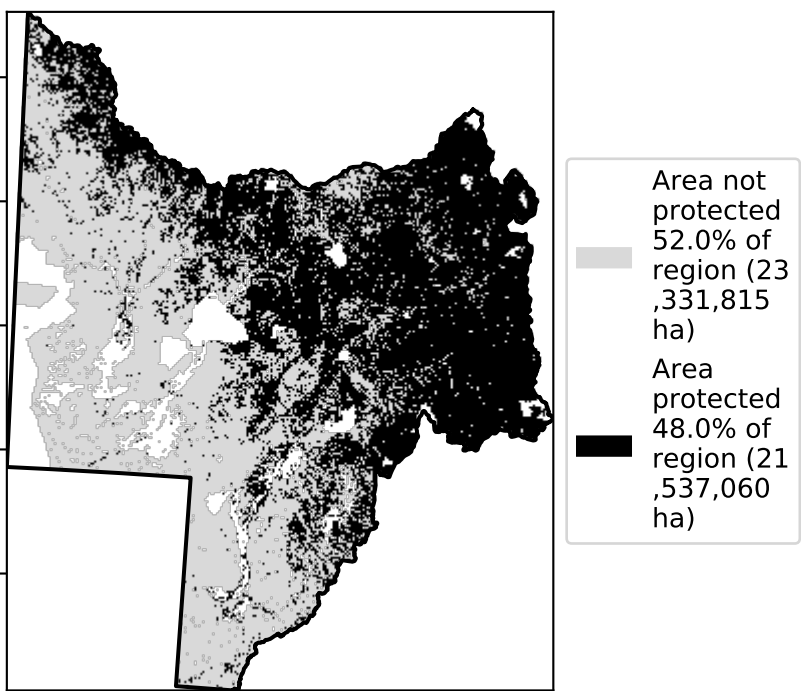 Area not
protected
52.0% of
region (23
,331,815
ha)
Area
protected
48.0% of
region (21
,537,060
ha)